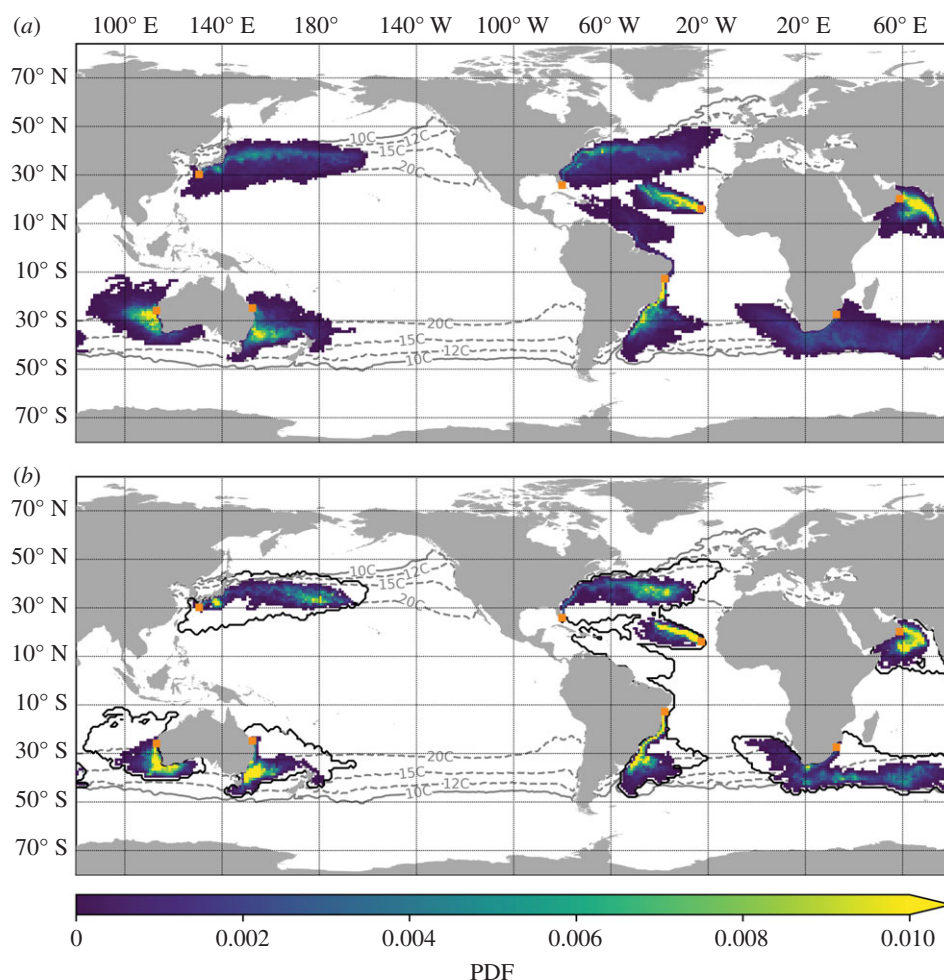 (a) 100° E 140° E 180° 140° W 100° W 60° W 20° W 20° E 60° E
70° N
50° N
10C
12C
15C
30° N
20C
10° N
10° S
30° S
20C
15C
12C
10C
50° S
70° S
(b)
70° N
50° N
10C
12C
15C
30° N
20C
10° N
10° S
30° S
20C
15C
12C
10C
50° S
70° S
0 0.002 0.004 0.006 0.008 0.010
PDF